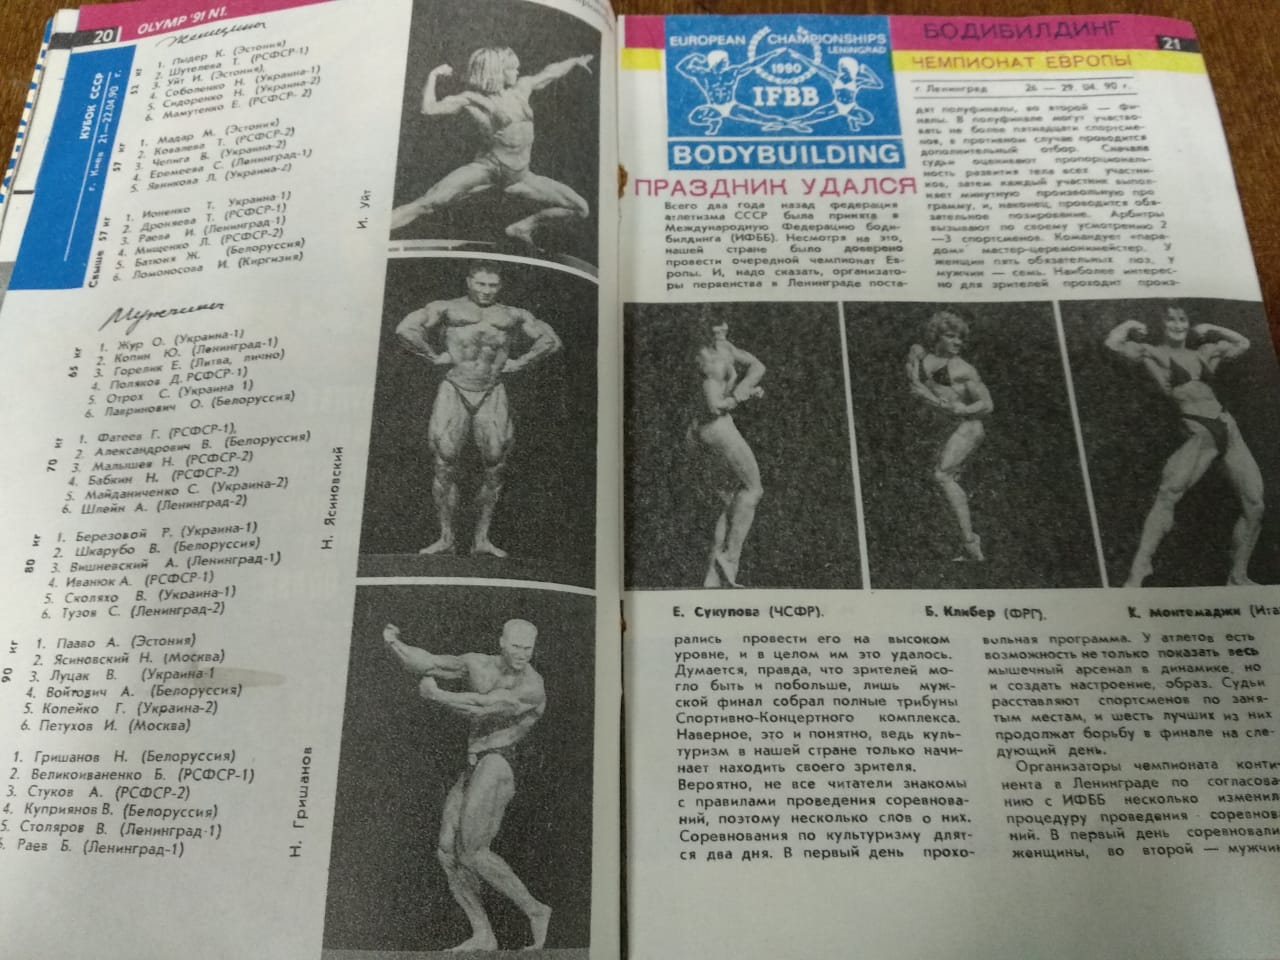 20
OLYMP '91 N1.
КУБОК СССР
г. Киев 21—22.04.90 г.
Женщины
52 кг
1. Пыдер К. (Эстония)
2. Шутелева Т. (РСФСР-1)
3. Уйт И. (Эстония),
4. Соболенко Н. (Украина-1)
5. Сидоренко Н. (Украина-2)
6. Мамутенко Е. (РСФСР-2)
57 кг
1. Мадар М. (Эстония)
2. Ковалева Т. (РСФСР-2)
3. Чепига В. (Украина-2)
4. Еремеева С. (Ленинград-1)
5. Явникова Л. (Украина-2)
Свыше 57 кг
1. Ионенко Т. Украина-1)
2. Дроняева Т. (РСФСР-1)
3. Раева И. (Ленинград-1)
4. Мищенко Л. (РСФСР-2)
5. Батюня Ж. (Белоруссия)
6. Ломоносова И. (Киргизия)
Мужчины
65 кг
1. Жур О. (Украина-1)
2. Копин Ю. (Ленинград-1)
3. Горелик Е. (Литва, лично)
4. Поляков Д. РСФСР-1)
5. Отрох С. (Украина 1)
6. Лавринович О. (Белоруссия)
70 кг
1. Фатеев Г. (РСФСР-1),
2. Александрович В. (Белоруссия)
3. Малышев Н. (РСФСР-2)
4. Бабкин Н. (РСФСР-2)
5. Майданиченко С. (Украина-2)
6. Шлейн А. (Ленинград-2)
80 кг
1. Березовой Р. (Украина-1)
2. Шкарубо В. (Белоруссия)
3. Вишневский А. (Ленинград-1)
4. Иванюк А. (РСФСР-1)
5. Сколяхо В. (Украина-1)
6. Тузов С. (Ленинград-2)
90 кг
1. Пааво А. (Эстония)
2. Ясиновский Н. (Москва)
3. Луцак В. (Украина-1
4. Войтович А. (Белоруссия)
5. Копейко Г. (Украина-2)
6. Петухов И. (Москва)
1. Гришанов Н. (Белоруссия)
2. Великоиваненко Б. (РСФСР-1)
3. Стуков А. (РСФСР-2)
4. Куприянов В. (Белоруссия)
5. Столяров В. (Ленинград-1)
Раев Б. (Ленинград-1)
И. Уйт
Н. Ясиновский
Н. Гришанов
EUROPEAN CHAMPIONSHIPS
LENINGRAD
1990
IFBB
BODYBUILDING
БОДИБИЛДИНГ
21
ЧЕМПИОНАТ ЕВРОПЫ
г. Ленинград 26 — 29. 04. 90 г.
ПРАЗДНИК УДАЛСЯ
Всего два года назад федерация
атлетизма СССР была принята в
Международную Федерацию боди-
билдинга (ИФББ). Несмотря на это,
нашей стране было доверено
провести очередной чемпионат Ев-
ропы. И, надо сказать, организато-
ры первенства в Ленинграде поста-
дят полуфиналы, во второй — фи-
налы. В полуфинале могут участво-
вать не более пятнадцати спортсме-
нов, в противном случае проводится
дополнительный отбор. Сначала
судьи оценивают пропорциональ-
ность развития тела всех участни-
ков, затем каждый участник выпол-
няет минутную произвольную про
грамму, и, наконец, проводится обя-
зательное позирование. Арбитры
вызывают по своему усмотрению 2
—3 спортсменов. Командует «пара-
дом» мастер-церемониймейстер. У
женщин пять обязательных поз, у
мужчин — семь. Наиболее интерес-
но для зрителей проходит произ-
Е. Сукупова (ЧСФР).
Б. Клибер (ФРГ).
К. Монтемаджи (Ита
рались провести его на высоком
уровне, и в целом им это удалось.
Думается, правда, что зрителей мо-
гло быть и побольше, лишь муж-
ской финал собрал полные трибуны
Спортивно-Концертного комплекса.
Наверное, это и понятно, ведь куль-
туризм в нашей стране только начи-
нает находить своего зрителя.
Вероятно, не все читатели знакомы
с правилами проведения соревнова-
ний, поэтому несколько слов о них.
Соревнования по культуризму длят-
ся два дня. В первый день прохо-
вольная программа. У атлетов есть
возможность не только показать весь
мышечный арсенал в динамике, но
и создать настроение, образ. Судьи
расставляют спортсменов по заня-
тым местам, и шесть лучших из них
продолжат борьбу в финале на сле-
дующий день.
Организаторы чемпионата конти-
нента в Ленинграде по согласова-
нию с ИФББ несколько изменил
процедуру проведения соревнова
ний. В первый день соревновали
женщины, во второй — мужчин